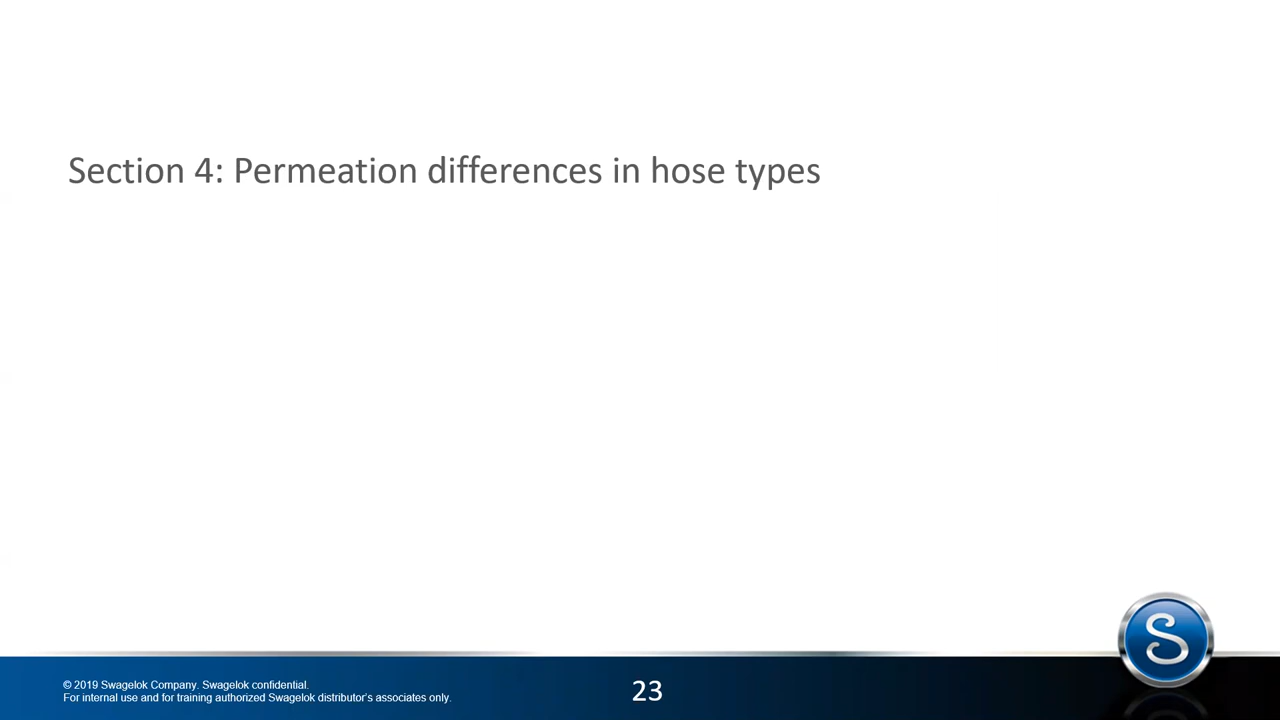 Section 4: Permeation differences in hose types
© 2019 Swagelok Company. Swagelok confidential.
For internal use and for training authorized Swagelok distributor's associates only.
23
S